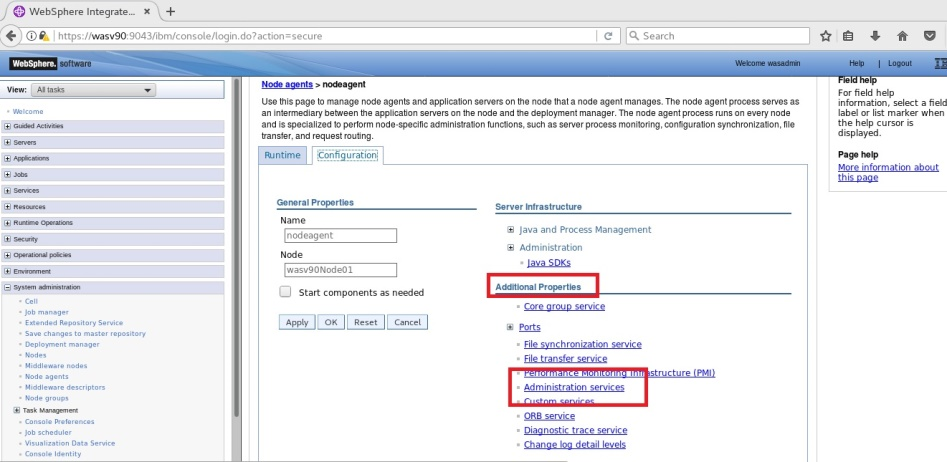 WebSphere Integrate...
https://wasv90:9043/ibm/console/login.do?action=secure
Search
WebSphere. software
Welcome wasadmin
Help | Logout
View: All tasks
Welcome
Guided Activities
Servers
Applications
Jobs
Services
Resources
Runtime Operations
Security
Operational policies
Environment
System administration
Cell
Job manager
Extended Repository Service
Save changes to master repository
Deployment manager
Nodes
Middleware nodes
Node agents
Middleware descriptors
Node groups
Task Management
Console Preferences
Job scheduler
Visualization Data Service
Console Identity
Node agents > nodeagent
Use this page to manage node agents and application servers on the node that a node agent manages. The node agent process serves as
an intermediary between the application servers on the node and the deployment manager. The node agent process runs on every node
and is specialized to perform node-specific administration functions, such as server process monitoring, configuration synchronization, file
transfer, and request routing.
Runtime
Configuration
General Properties
Name
nodeagent
Node
wasv90Node01
Start components as needed
Apply
OK
Reset
Cancel
Server Infrastructure
Java and Process Management
Administration
Java SDKs
Additional Properties
Core group service
Ports
File synchronization service
File transfer service
Performance Monitoring Infrastructure (PMI)
Administration services
Custom services
ORB service
Diagnostic trace service
Change log detail levels
Field help
For field help
information, select a field
label or list marker when
the help cursor is
displayed.
Page help
More information about
this page